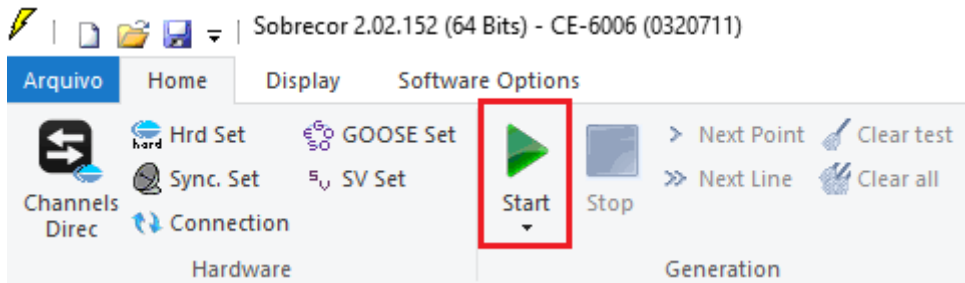 Sobrecor 2.02.152 (64 Bits) - CE-6006 (0320711)
Arquivo Home Display Software Options
Hrd Set GOOSE Set Next Point Clear test
Sync. Set SV Set Next Line Clear all
Channels Direc Connection Start Stop
Hardware Generation